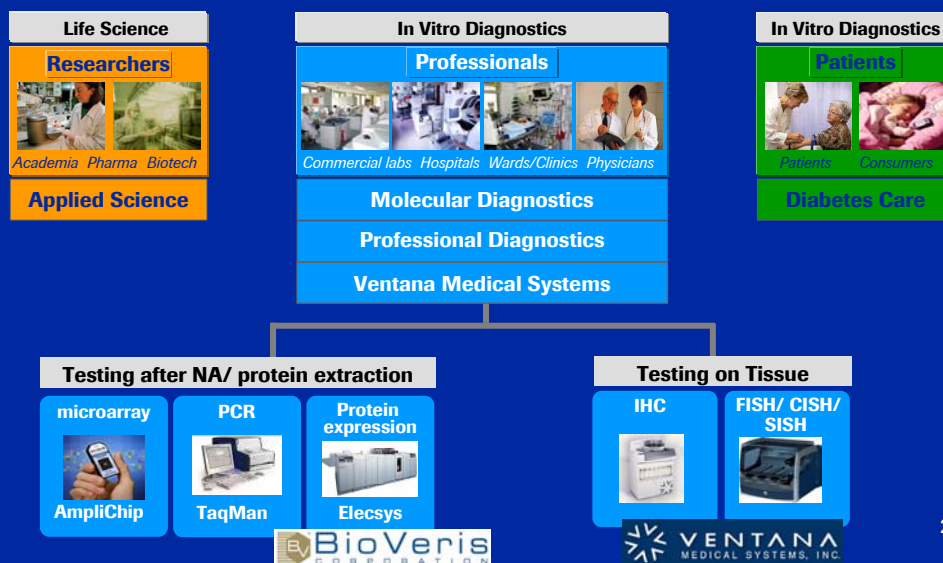 Life Science
In Vitro Diagnostics
In Vitro Diagnostics
Researchers
Academia Pharma Biotech
Applied Science
Professionals
Commercial labs Hospitals Wards/Clinics Physicians
Molecular Diagnostics
Professional Diagnostics
Ventana Medical Systems
Patients
Patients Consumers
Diabetes Care
Testing after NA/ protein extraction
microarray
AmpliChip
PCR
TaqMan
Protein
expression
Elecsys
BV BioVeris
CORPORATION
Testing on Tissue
IHC
FISH/ CISH/
SISH
VENTANA
MEDICAL SYSTEMS, INC.